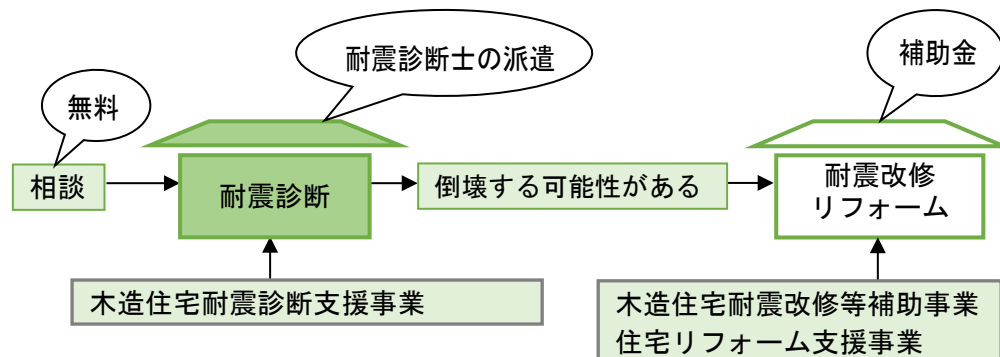 耐震診断士の派遣
補助金
無料
相談
耐震診断
倒壊する可能性がある
耐震改修
リフォーム
木造住宅耐震診断支援事業
木造住宅耐震改修等補助事業
住宅リフォーム支援事業